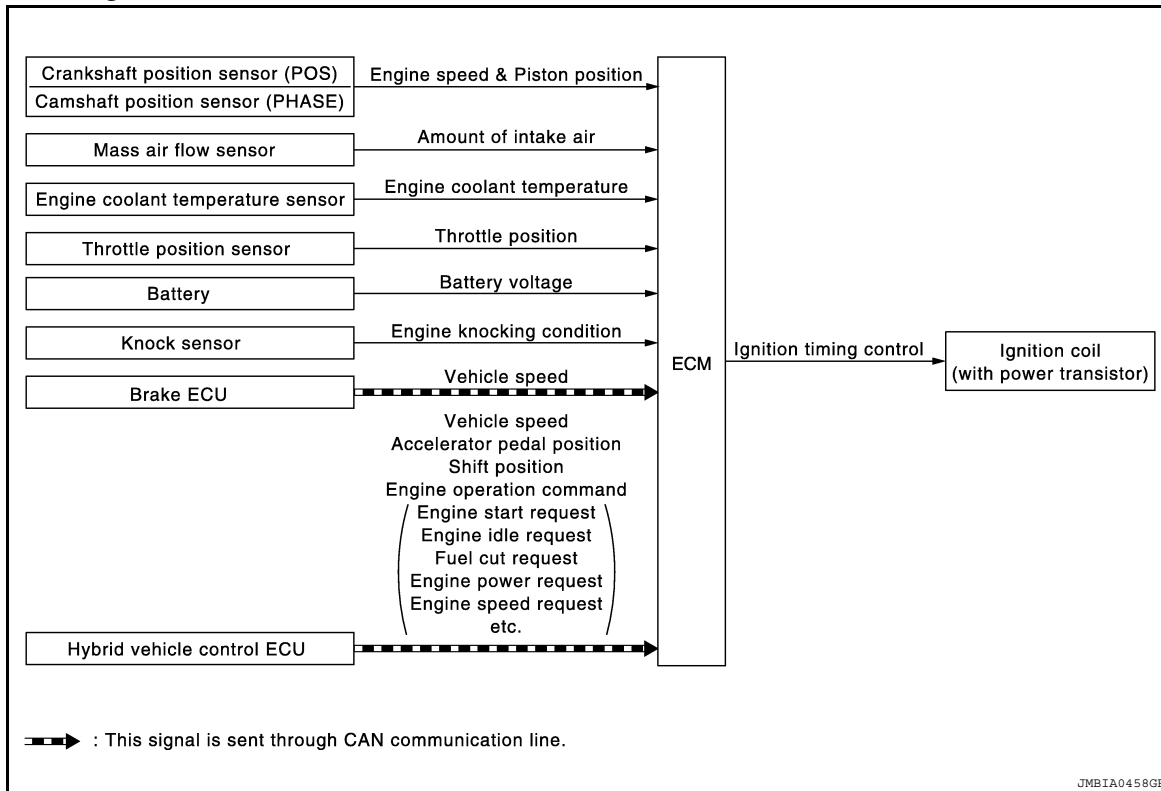 Crankshaft position sensor (POS)
Camshaft position sensor (PHASE)
Engine speed & Piston position
Mass air flow sensor
Amount of intake air
Engine coolant temperature sensor
Engine coolant temperature
Throttle position sensor
Throttle position
Battery
Battery voltage
Knock sensor
Engine knocking condition
Brake ECU
Vehicle speed
Vehicle speed
Accelerator pedal position
Shift position
Engine operation command
Engine start request
Engine idle request
Fuel cut request
Engine power request
Engine speed request
etc.
Hybrid vehicle control ECU
ECM
Ignition timing control
Ignition coil
(with power transistor)
: This signal is sent through CAN communication line.